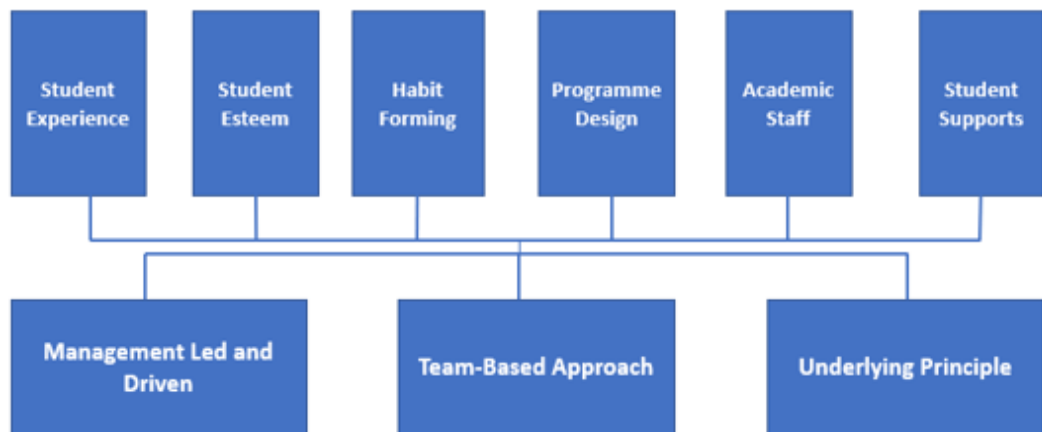 Student
Experience
Student
Esteem
Habit
Forming
Programme
Design
Academic
Staff
Student
Supports
Management Led and
Driven
Team-Based Approach
Underlying Principle